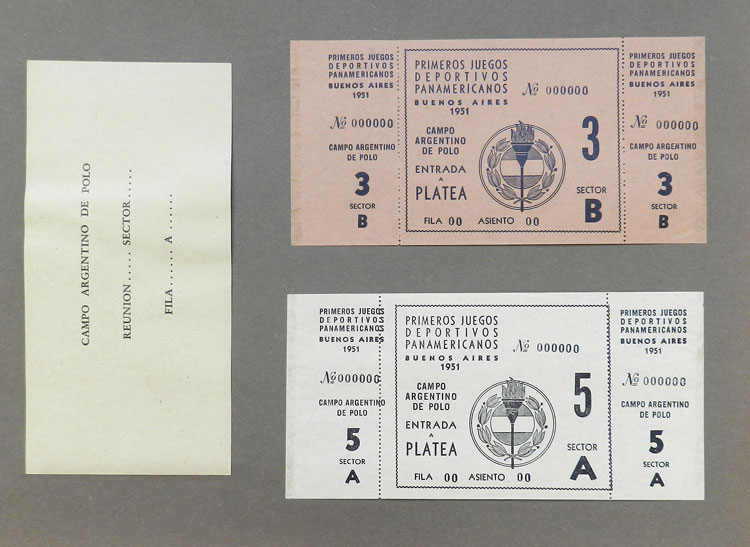 CAMPO ARGENTINO DE POLO
REUNION..... SECTOR.....
FILA...... A ......
PRIMEROS JUEGOS
DEPORTIVOS
PANAMERICANOS
BUENOS AIRES
1951
No 000000
CAMPO ARGENTINO
DE POLO
3
SECTOR
B
PRIMEROS JUEGOS
DEPORTIVOS
PANAMERICANOS
BUENOS AIRES
1951
No 000000
CAMPO
ARGENTINO
DE POLO
ENTRADA
A
PLATEA
3
SECTOR
B
FILA 00 ASIENTO 00
PRIMEROS JUEGOS
DEPORTIVOS
PANAMERICANOS
BUENOS AIRES
1951
No 000000
CAMPO ARGENTINO
DE POLO
3
SECTOR
B
PRIMEROS JUEGOS
DEPORTIVOS
PANAMERICANOS
BUENOS AIRES
1951
No 000000
CAMPO ARGENTINO
DE POLO
5
SECTOR
A
PRIMEROS JUEGOS
DEPORTIVOS
PANAMERICANOS
BUENOS AIRES
1951
No 000000
CAMPO
ARGENTINO
DE POLO
ENTRADA
A
PLATEA
5
SECTOR
A
FILA 00 ASIENTO 00
PRIMEROS JUEGOS
DEPORTIVOS
PANAMERICANOS
BUENOS AIRES
1951
No 000000
CAMPO ARGENTINO
DE POLO
5
SECTOR
A